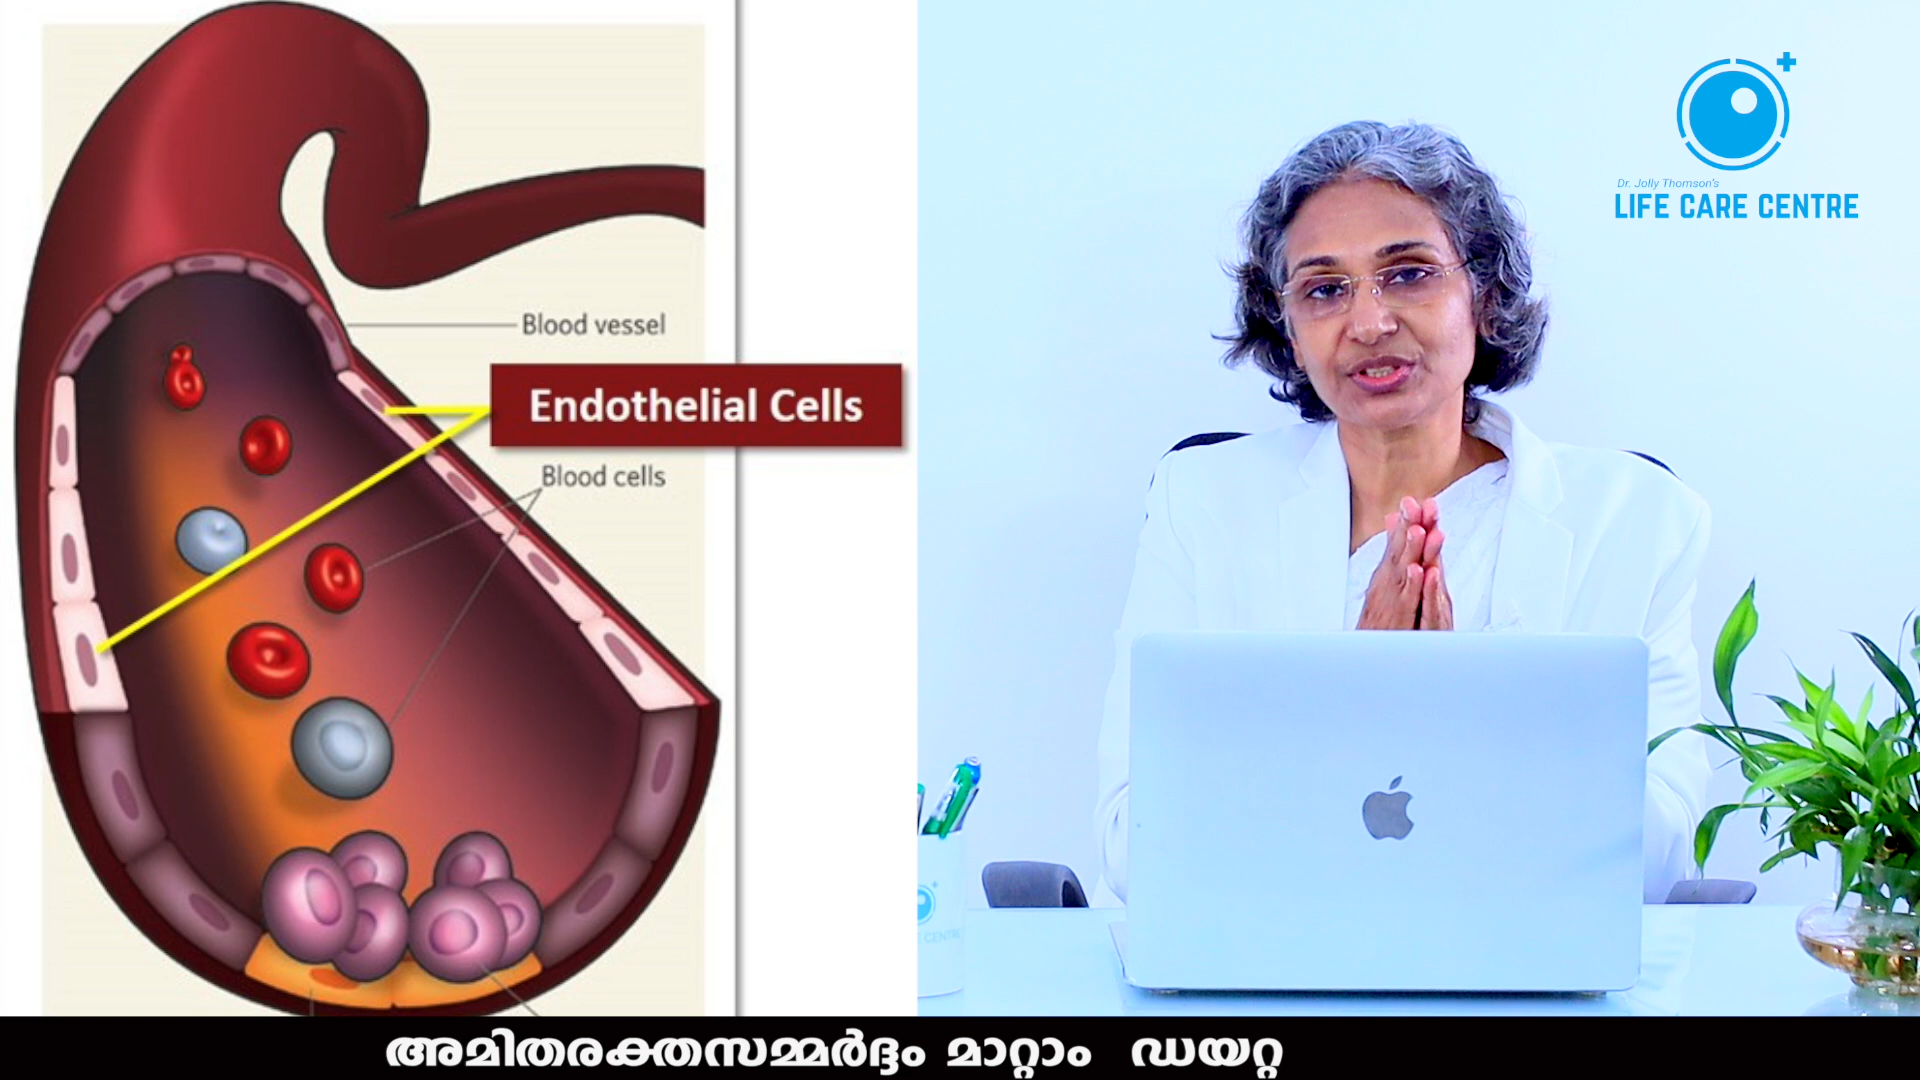 Blood vessel
Endothelial Cells
Blood cells
Dr. Jolly Thomson's
LIFE CARE CENTRE
അമിതരക്തസമ്മർദ്ദം മാറ്റാം ഡയറ്റ